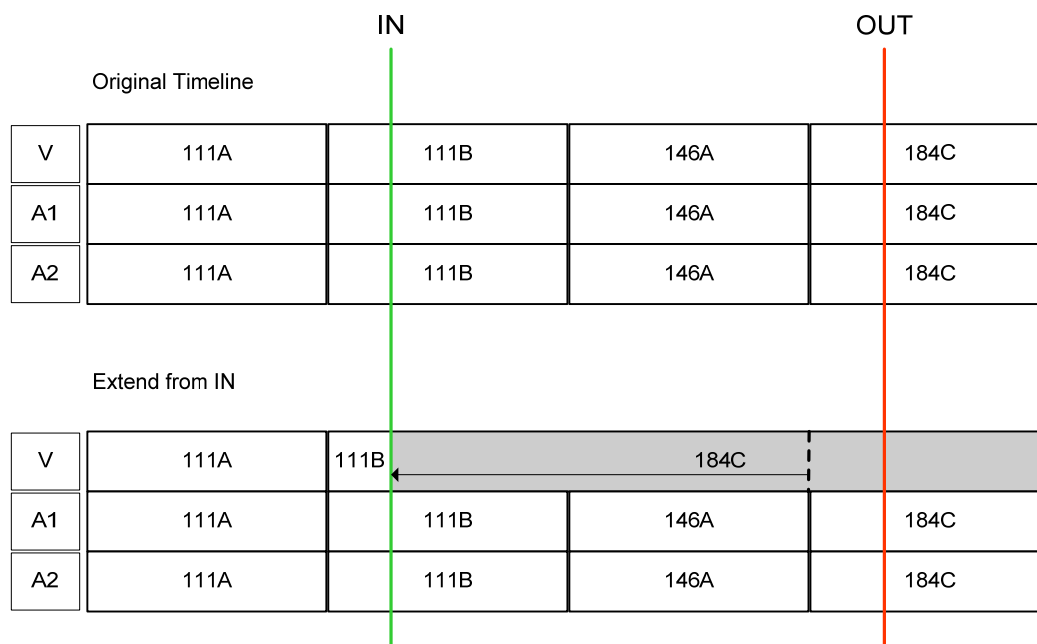 IN OUT
Original Timeline
V 111A 111B 146A 184C
A1 111A 111B 146A 184C
A2 111A 111B 146A 184C
Extend from IN
V 111A 111B 184C
A1 111A 111B 146A 184C
A2 111A 111B 146A 184C